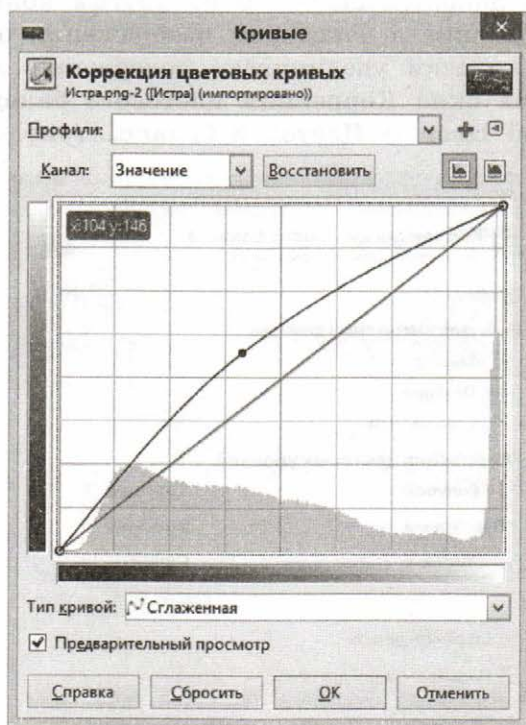 Кривые
Коррекция цветовых кривых
Истра.png-2 ([Истра] (импортировано))
Профили:
Канал: Значение Восстановить
x:104 y:146
Тип кривой: Сглаженная
Предварительный просмотр
Справка Сбросить OK Отменить